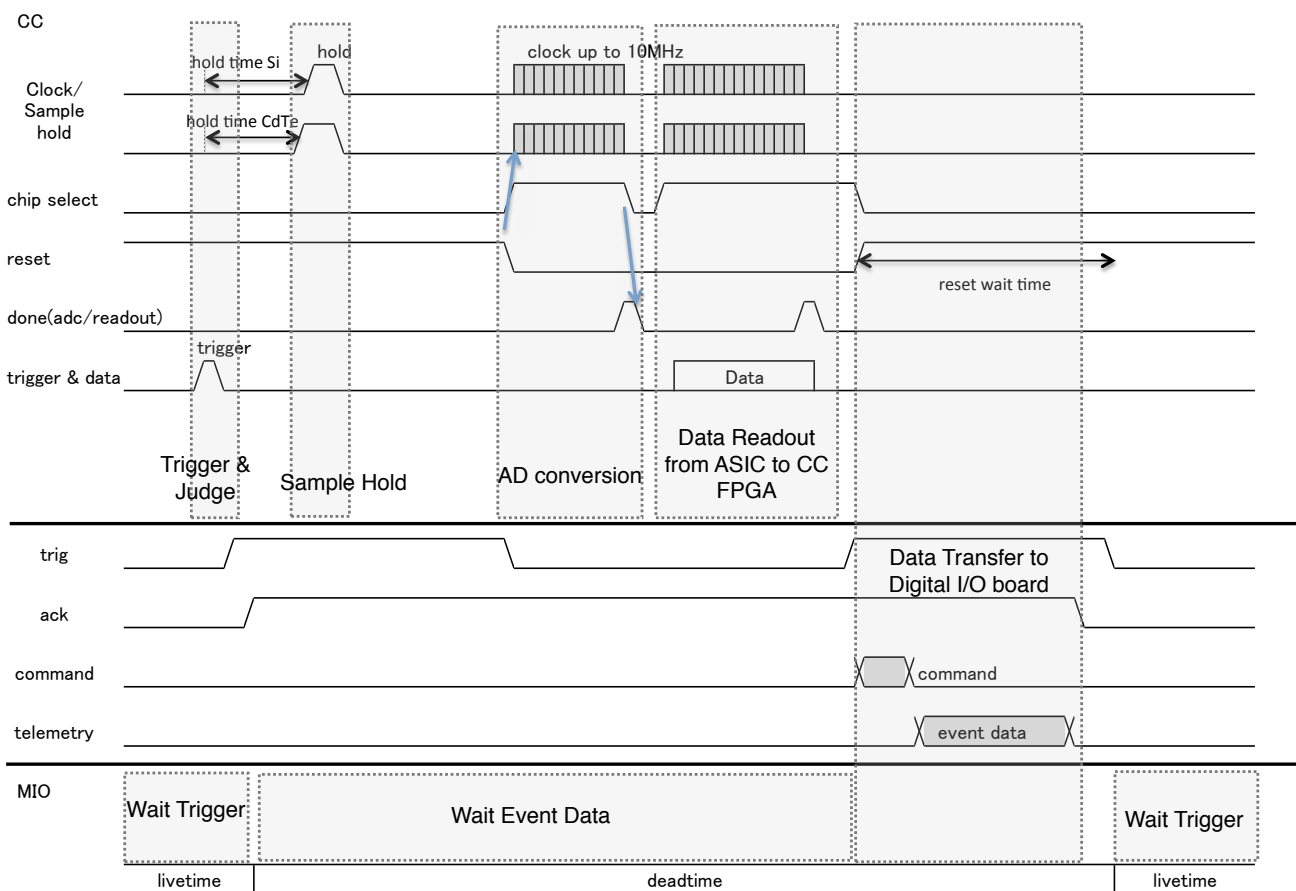 CC
hold
hold time Si
clock up to 10MHz
Clock/
Sample
hold
hold time CdTe
chip select
reset
reset wait time
done(adc/readout)
trigger
trigger & data
Data
Trigger &
Judge
Sample Hold
AD conversion
Data Readout
from ASIC to CC
FPGA
trig
Data Transfer to
Digital I/O board
ack
command
command
telemetry
event data
MIO
Wait Trigger
Wait Event Data
Wait Trigger
livetime
deadtime
livetime